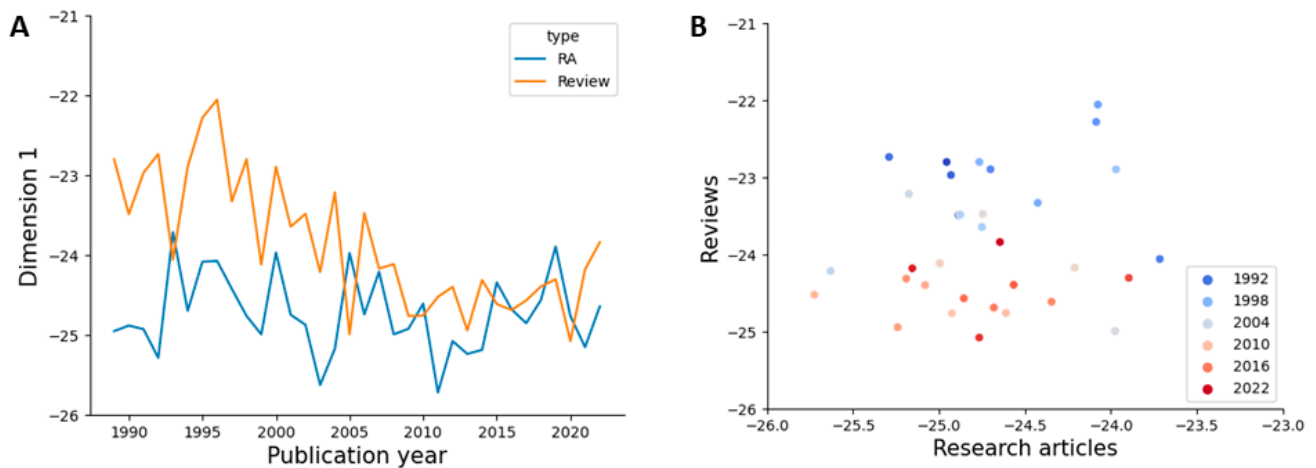 A
−21
−22
−23
−24
−25
−26
Dimension 1
1990 1995 2000 2005 2010 2015 2020
Publication year
type
RA
Review
B
−21
−22
−23
−24
−25
−26
Reviews
−26.0 −25.5 −25.0 −24.5 −24.0 −23.5 −23.0
Research articles
1992
1998
2004
2010
2016
2022